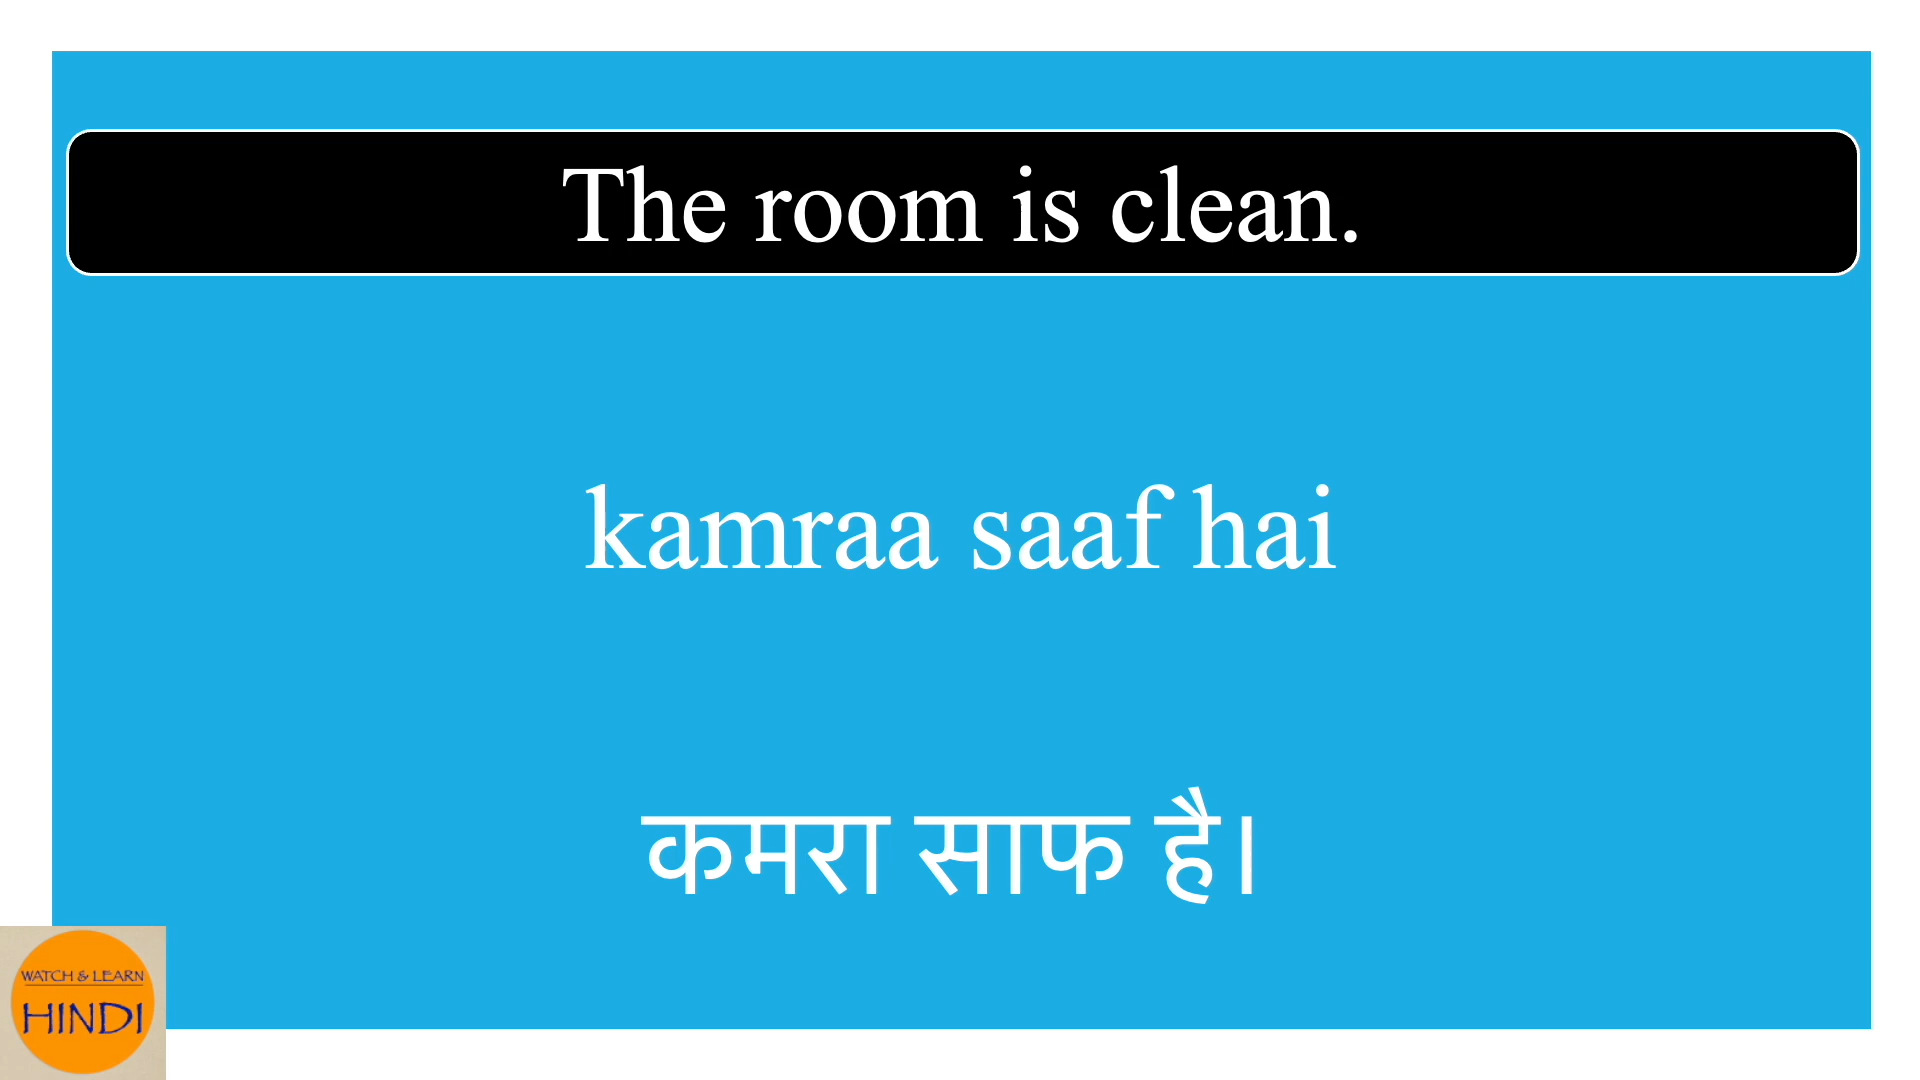 The room is clean.
kamraa saaf hai
कमरा साफ है।
WATCH & LEARN
HINDI